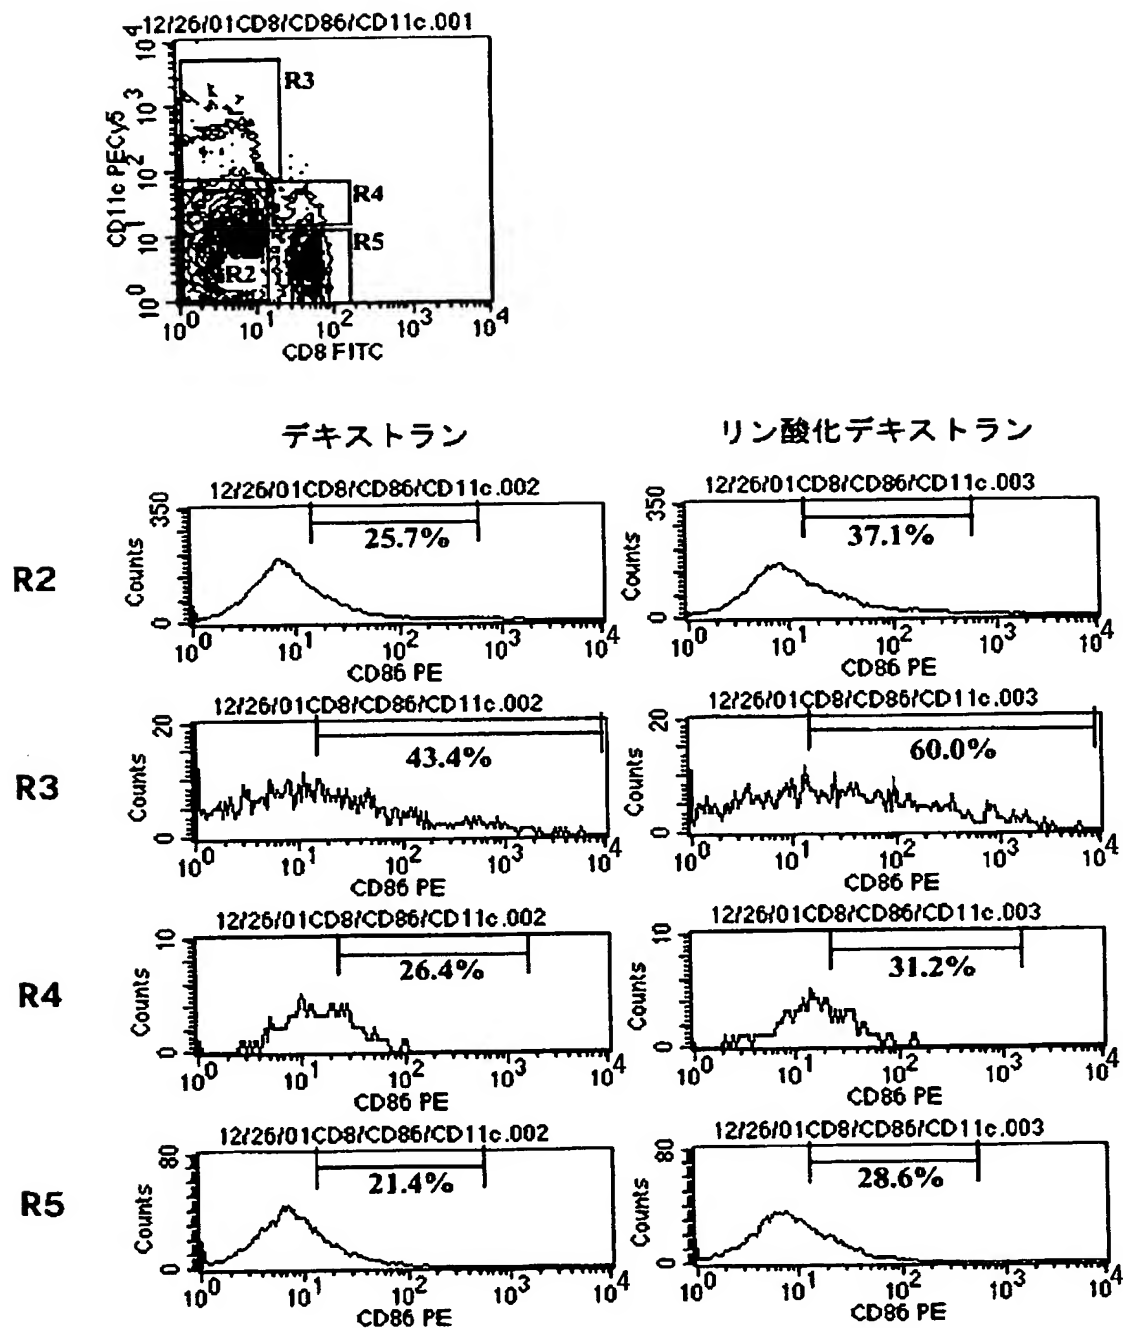 12/26/01CD8/CD86/CD11c.001
10^4
10^3
10^2
10^1
10^0
CD11c PECy5
R3
R4
R5
R2
10^0 10^1 10^2 10^3 10^4
CD8 FITC
デキストラン リン酸化デキストラン
R2
12/26/01CD8/CD86/CD11c.002
350
Counts
0
25.7%
10^0 10^1 10^2 10^3 10^4
CD86 PE
12/26/01CD8/CD86/CD11c.003
350
Counts
0
37.1%
10^0 10^1 10^2 10^3 10^4
CD86 PE
R3
12/26/01CD8/CD86/CD11c.002
20
Counts
0
43.4%
10^0 10^1 10^2 10^3 10^4
CD86 PE
12/26/01CD8/CD86/CD11c.003
20
Counts
0
60.0%
10^0 10^1 10^2 10^3 10^4
CD86 PE
R4
12/26/01CD8/CD86/CD11c.002
10
Counts
0
26.4%
10^0 10^1 10^2 10^3 10^4
CD86 PE
12/26/01CD8/CD86/CD11c.003
10
Counts
0
31.2%
10^0 10^1 10^2 10^3 10^4
CD86 PE
R5
12/26/01CD8/CD86/CD11c.002
80
Counts
0
21.4%
10^0 10^1 10^2 10^3 10^4
CD86 PE
12/26/01CD8/CD86/CD11c.003
80
Counts
0
28.6%
10^0 10^1 10^2 10^3 10^4
CD86 PE